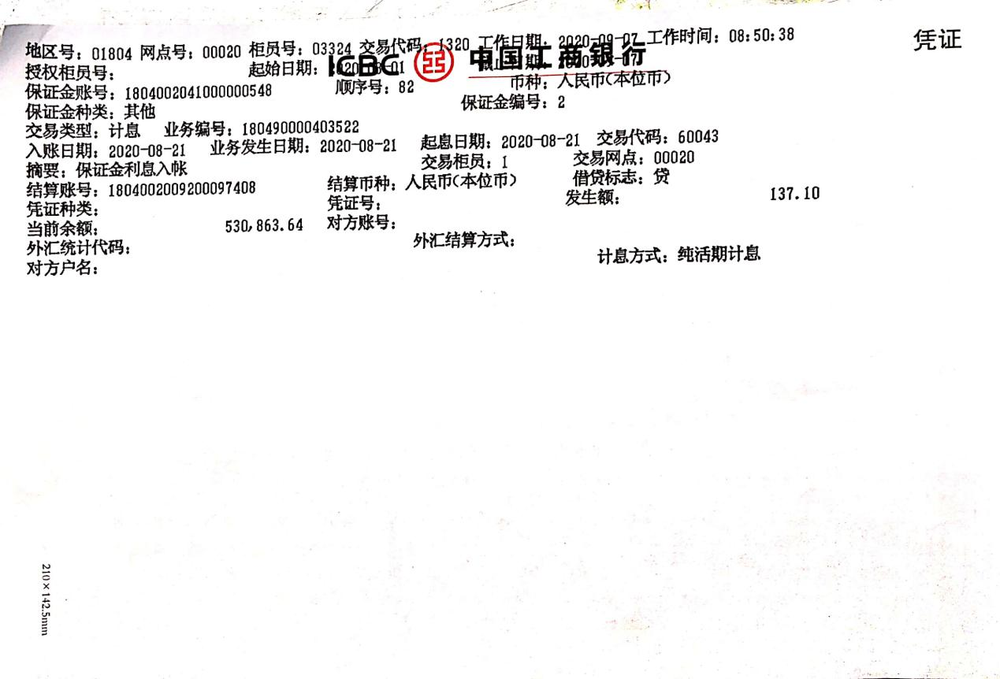 地区号：01804 网点号：00020 柜员号：03324 交易代码：1320 工作日期：2020-09-07 工作时间：08:50:38
凭证
ICBC 中国工商银行
授权柜员号： 起始日期：2020-08-01 截止日期：
保证金账号：1804002041000000548 顺序号：82 币种：人民币(本位币)
保证金种类：其他 保证金编号：2
交易类型：计息 业务编号：180490000403522
入账日期：2020-08-21 业务发生日期：2020-08-21 起息日期：2020-08-21 交易代码：60043
摘要：保证金利息入帐 交易柜员：1 交易网点：00020
结算账号：1804002009200097408 结算币种：人民币(本位币) 借贷标志：贷
凭证种类： 凭证号： 发生额： 137.10
当前余额： 530,863.64 对方账号：
外汇统计代码： 外汇结算方式：
对方户名： 计息方式：纯活期计息
210×142.5mm